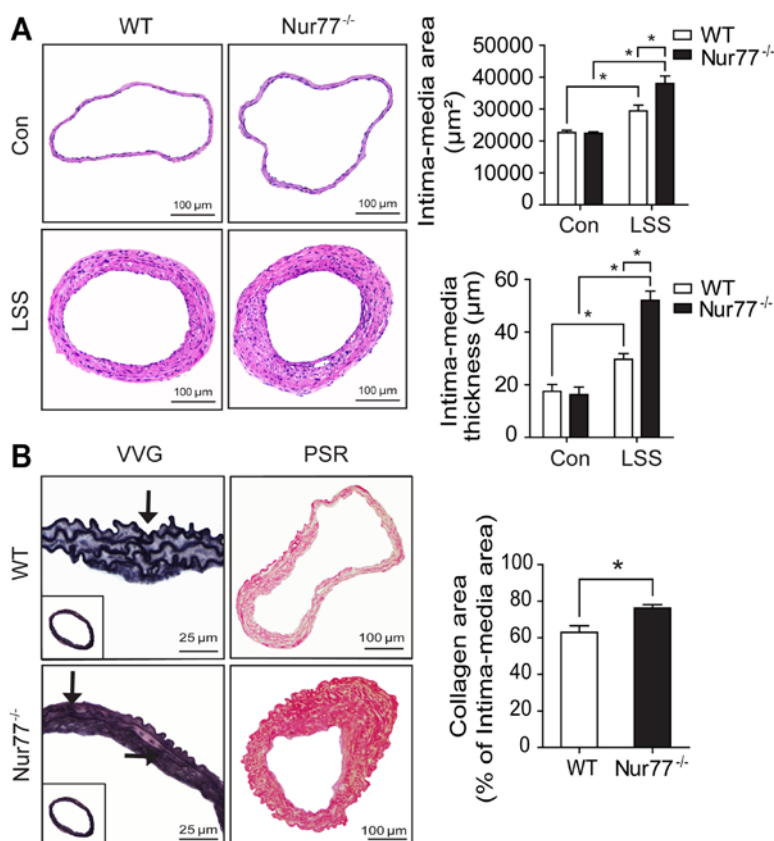 A
WT
Nur77-/-
Con
100 µm
100 µm
LSS
100 µm
100 µm
Intima-media area
(µm²)
50000
40000
30000
20000
10000
0
*
*
*
WT
Nur77-/-
Con
LSS
Intima-media
thickness (µm)
60
40
20
0
*
*
*
WT
Nur77-/-
Con
LSS
B
VVG
PSR
WT
25 µm
100 µm
Nur77-/-
25 µm
100 µm
Collagen area
(% of Intima-media area)
100
80
60
40
20
0
*
WT
Nur77-/-